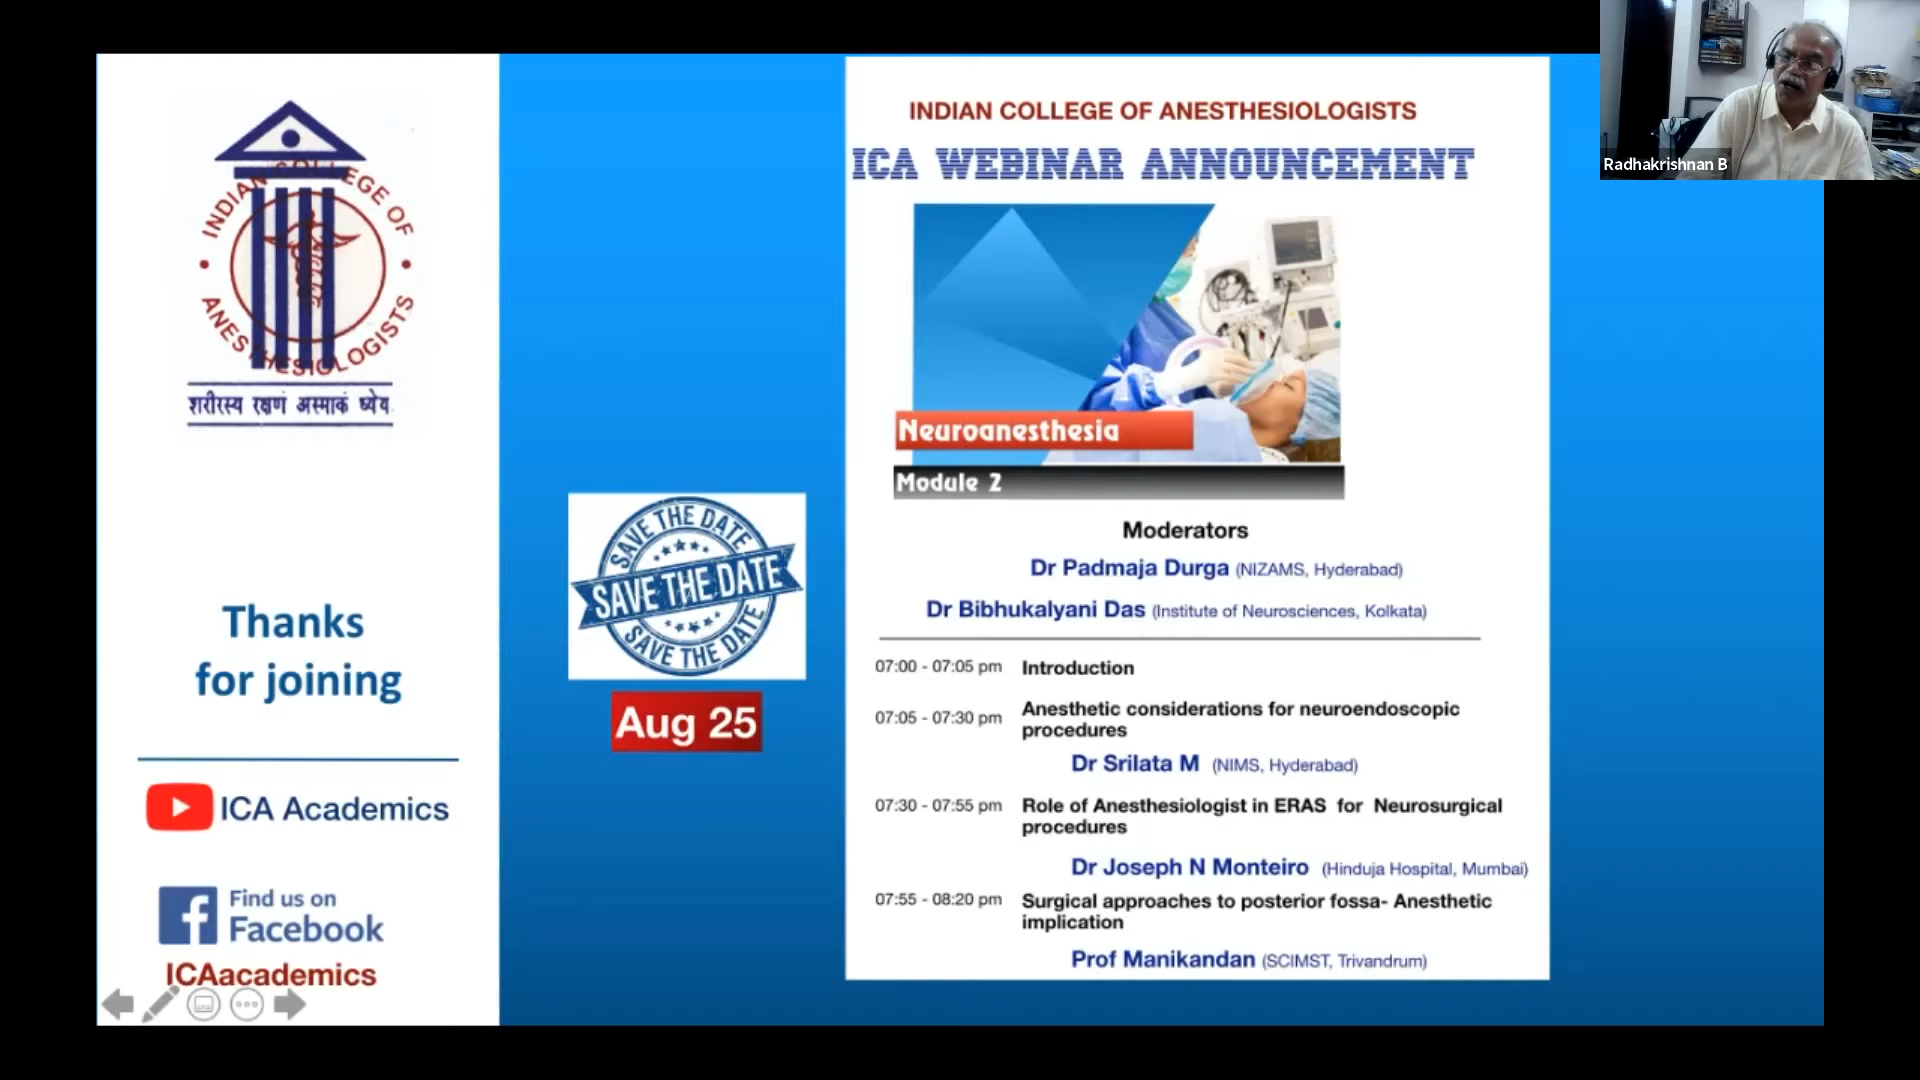 INDIAN COLLEGE OF
ANESTHESIOLOGISTS
शरीरस्य रक्षणं अस्माकं ध्येय
Thanks
for joining
ICA Academics
Find us on
Facebook
ICAacademics
SAVE THE DATE
SAVE THE DATE
SAVE THE DATE
Aug 25
INDIAN COLLEGE OF ANESTHESIOLOGISTS
ICA WEBINAR ANNOUNCEMENT
Neuroanesthesia
Module 2
Moderators
Dr Padmaja Durga (NIZAMS, Hyderabad)
Dr Bibhukalyani Das (Institute of Neurosciences, Kolkata)
07:00 - 07:05 pm Introduction
07:05 - 07:30 pm Anesthetic considerations for neuroendoscopic
procedures
Dr Srilata M (NIMS, Hyderabad)
07:30 - 07:55 pm Role of Anesthesiologist in ERAS for Neurosurgical
procedures
Dr Joseph N Monteiro (Hinduja Hospital, Mumbai)
07:55 - 08:20 pm Surgical approaches to posterior fossa- Anesthetic
implication
Prof Manikandan (SCIMST, Trivandrum)
Radhakrishnan B